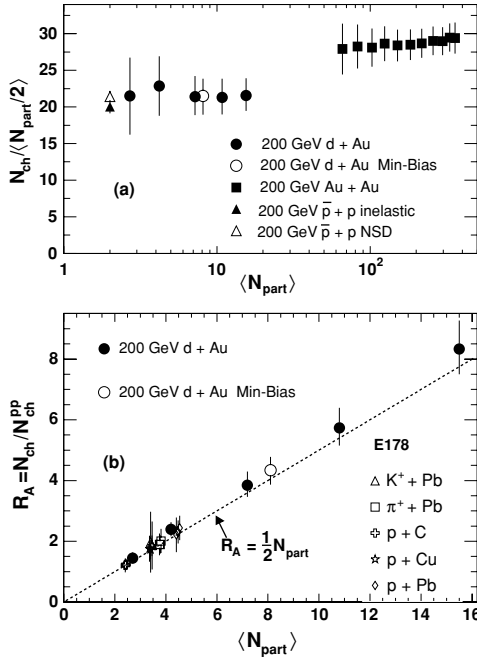 35
30
25
20
15
10
5
0
N_ch/⟨N_part/2⟩
(a)
200 GeV d + Au
200 GeV d + Au Min-Bias
200 GeV Au + Au
200 GeV p̅ + p inelastic
200 GeV p̅ + p NSD
1 10 10²
⟨N_part⟩
8
6
4
2
0
R_A = N_ch/N_ch^pp
200 GeV d + Au
200 GeV d + Au Min-Bias
(b)
E178
K⁺ + Pb
π⁺ + Pb
p + C
p + Cu
p + Pb
R_A = 1/2 N_part
0 2 4 6 8 10 12 14 16
⟨N_part⟩